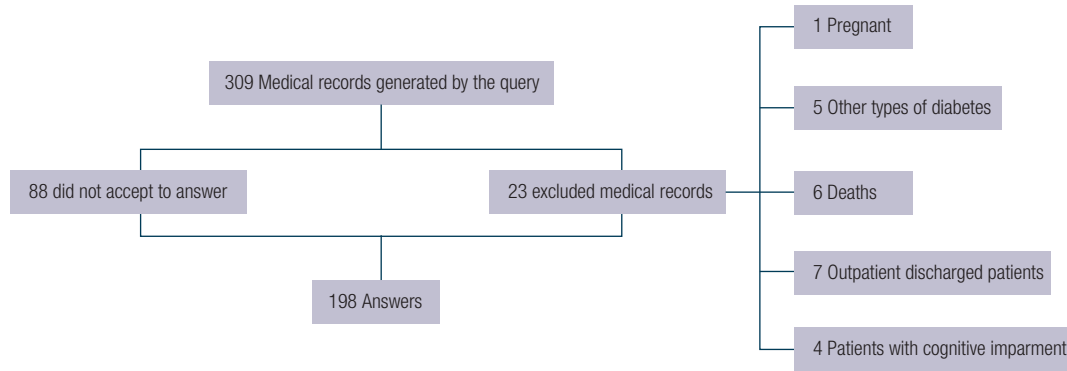 1 Pregnant
309 Medical records generated by the query
5 Other types of diabetes
88 did not accept to answer
23 excluded medical records
6 Deaths
7 Outpatient discharged patients
198 Answers
4 Patients with cognitive imparment